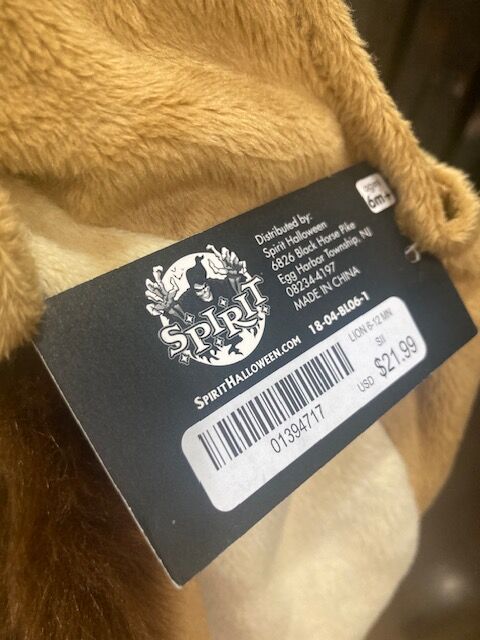 SPIRIT
SPIRITHALLOWEEN.COM
Distributed by:
Spirit Halloween
6826 Black Horse Pike
Egg Harbor Township, NJ
08234-4197
MADE IN CHINA
18-04-BL06-1
ages
6m+
LION 6-12 MN
SII
USD $21.99
01394717